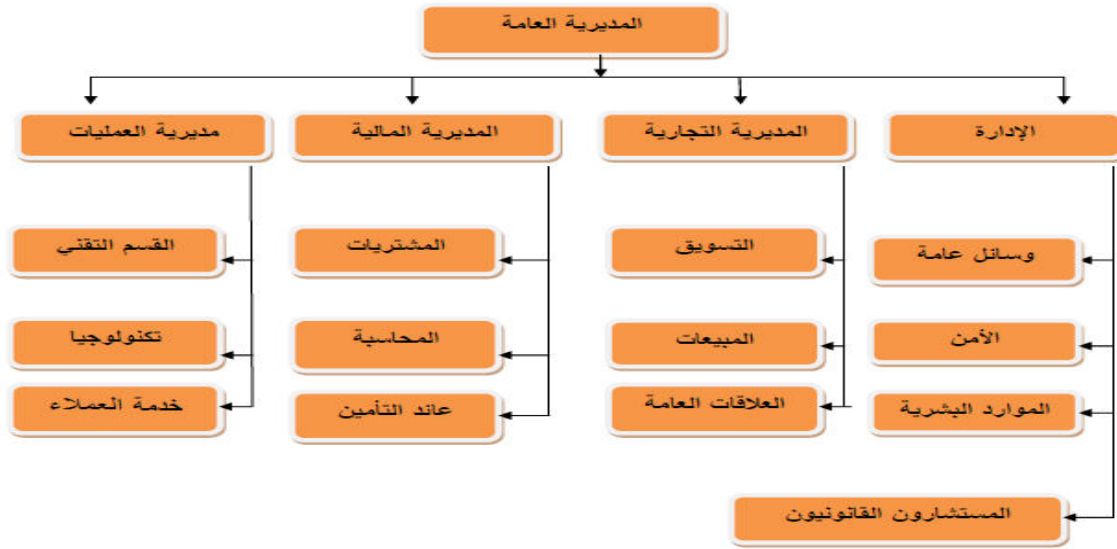 المديرية العامة
الإدارة
المديرية التجارية
المديرية المالية
مديرية العمليات
وسائل عامة
التسويق
المشتريات
القسم التقني
الأمن
المبيعات
المحاسبة
تكنولوجيا
الموارد البشرية
العلاقات العامة
عائد التأمين
خدمة العملاء
المستشارون القانونيون